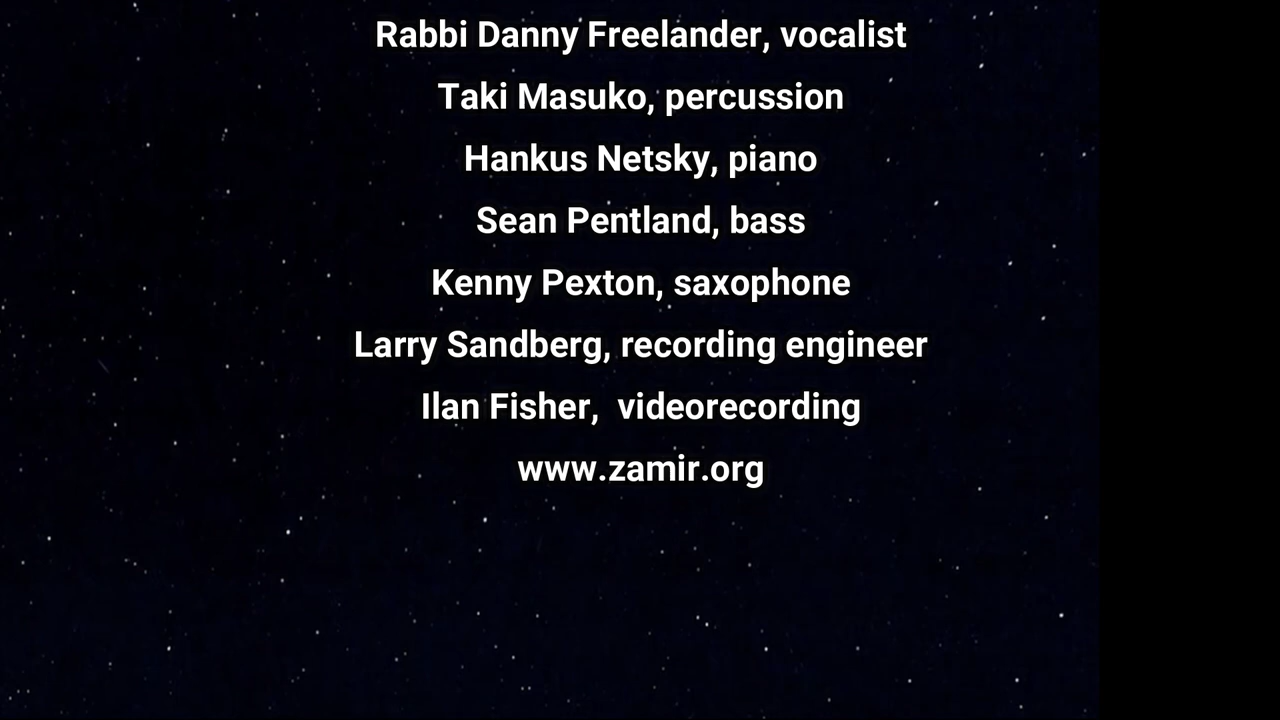 Rabbi Danny Freelander, vocalist
Taki Masuko, percussion
Hankus Netsky, piano
Sean Pentland, bass
Kenny Pexton, saxophone
Larry Sandberg, recording engineer
Ilan Fisher,  videorecording
www.zamir.org